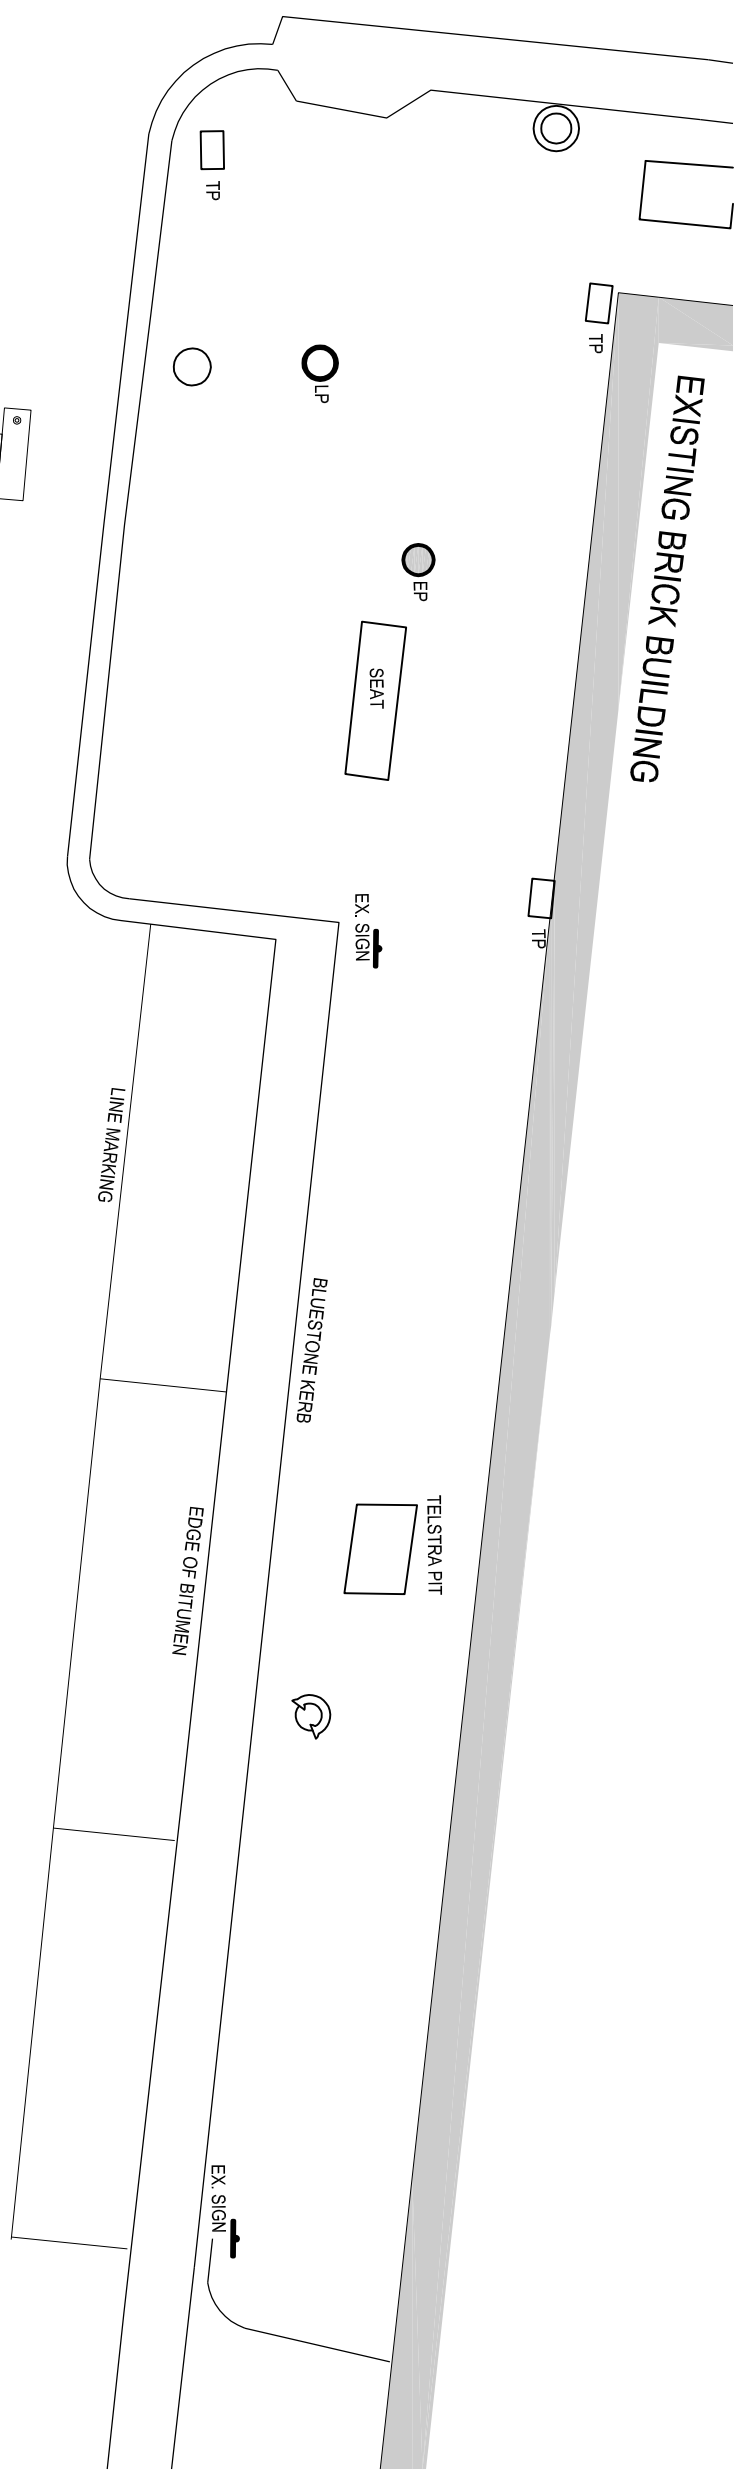 TP
TP
LP
EXISTING BRICK BUILDING
EP
SEAT
EX. SIGN
TP
LINE MARKING
BLUESTONE KERB
TELSTRA PIT
EDGE OF BITUMEN
EX. SIGN